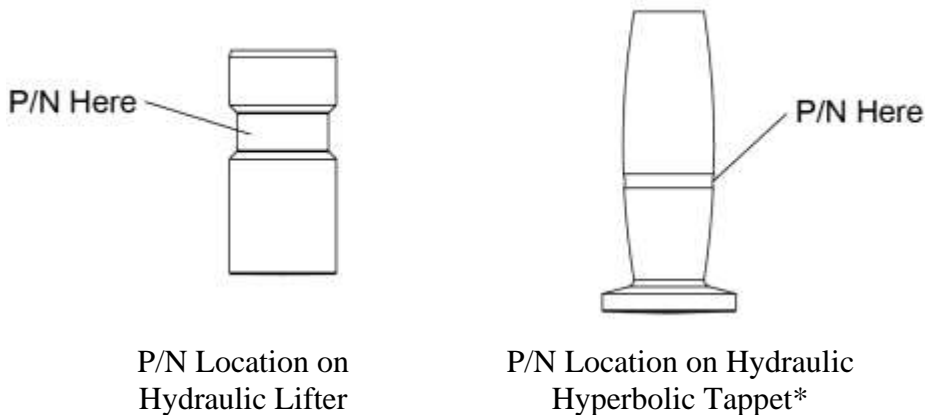 P/N Here
P/N Here
P/N Location on
Hydraulic Lifter
P/N Location on Hydraulic
Hyperbolic Tappet*